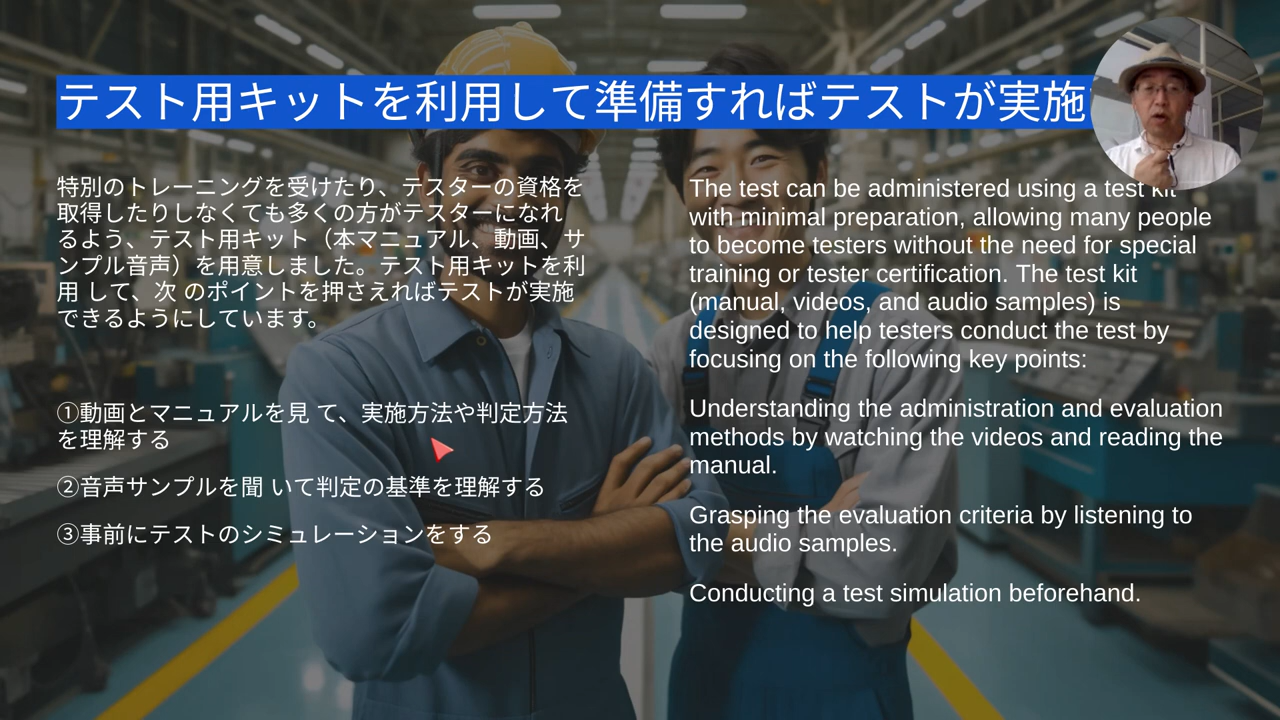 テスト用キットを利用して準備すればテストが実施
特別のトレーニングを受けたり、テスターの資格を
取得したりしなくても多くの方がテスターになれ
るよう、テスト用キット（本マニュアル、動画、サ
ンプル音声）を用意しました。テスト用キットを利
用 して、次 のポイントを押さえればテストが実施
できるようにしています。
①動画とマニュアルを見 て、実施方法や判定方法
を理解する
②音声サンプルを聞 いて判定の基準を理解する
③事前にテストのシミュレーションをする
The test can be administered using a test kit
with minimal preparation, allowing many people
to become testers without the need for special
training or tester certification. The test kit
(manual, videos, and audio samples) is
designed to help testers conduct the test by
focusing on the following key points:
Understanding the administration and evaluation
methods by watching the videos and reading the
manual.
Grasping the evaluation criteria by listening to
the audio samples.
Conducting a test simulation beforehand.